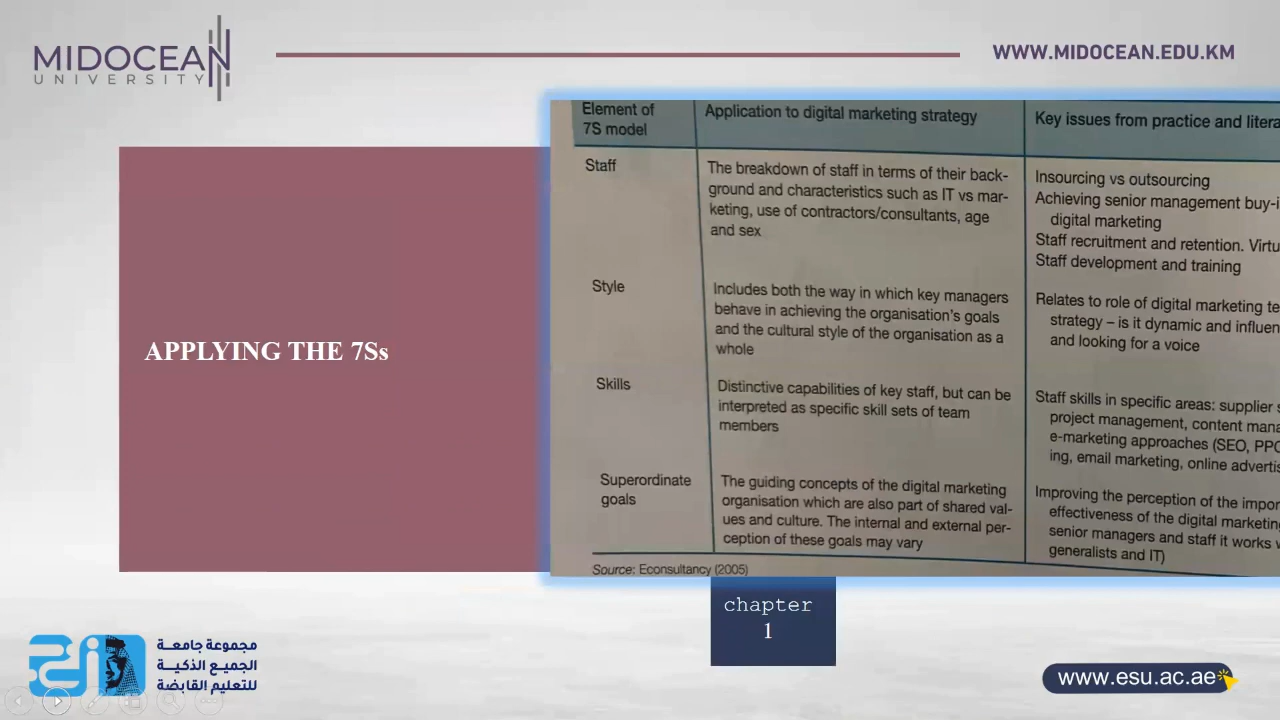 MIDOCEAN
UNIVERSITY
WWW.MIDOCEAN.EDU.KM
APPLYING THE 7Ss
Element of
7S model
Application to digital marketing strategy
Key issues from practice and
Staff
The breakdown of staff in terms of their back-
ground and characteristics such as IT vs mar-
keting, use of contractors/consultants, age
and sex
Insourcing vs outsourcing
Achieving senior management
digital marketing
Staff recruitment and retention.
Staff development and training
Style
Includes both the way in which key managers
behave in achieving the organisation's goals
and the cultural style of the organisation as a
whole
Relates to role of digital marketing
strategy – is it dynamic and
and looking for a voice
Skills
Distinctive capabilities of key staff, but can be
interpreted as specific skill sets of team
members
Staff skills in specific areas: supplier
project management, content
e-marketing approaches (SEO,
ing, email marketing, online
Superordinate
goals
The guiding concepts of the digital marketing
organisation which are also part of shared val-
ues and culture. The internal and external per-
ception of these goals may vary
Improving the perception of the
effectiveness of the digital
senior managers and staff it works
generalists and IT)
Source: Econsultancy (2005)
chapter
1
مجموعة جامعة
الجميع الذكية
للتعليم القابضة
www.esu.ac.ae